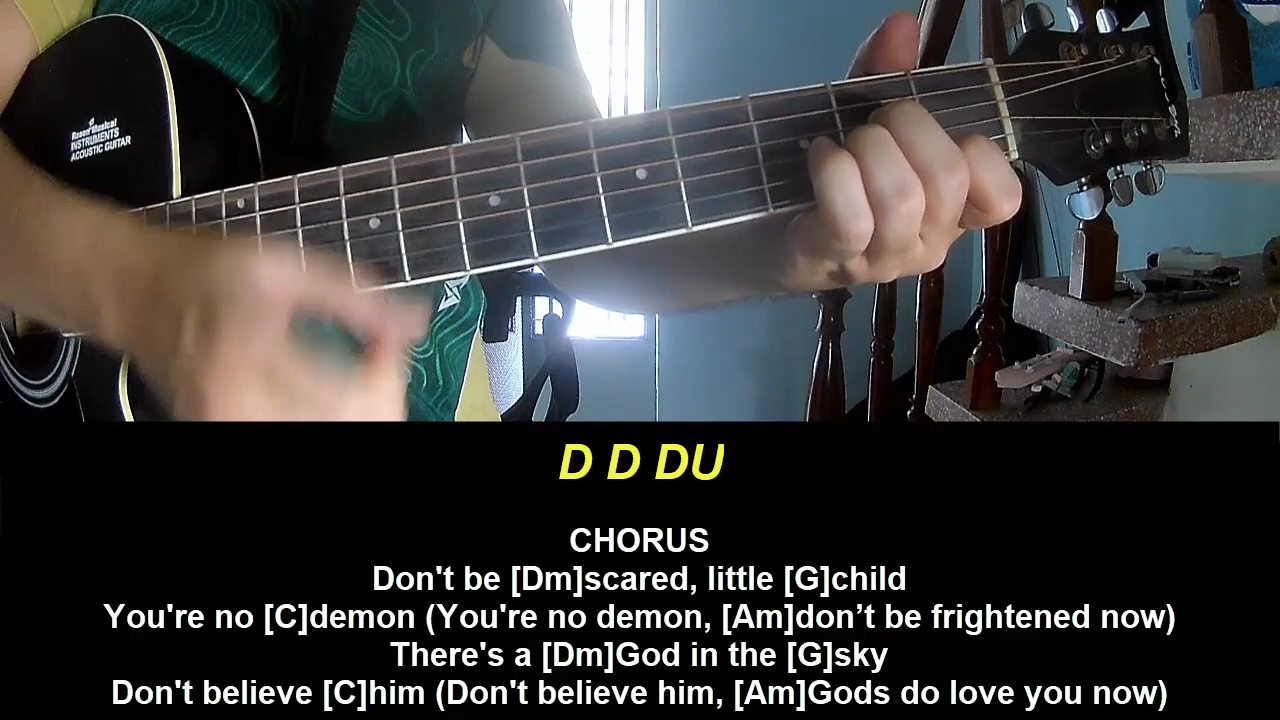 Rosen Musical
INSTRUMENTS
ACOUSTIC GUITAR
D D DU
CHORUS
Don't be [Dm]scared, little [G]child
You're no [C]demon (You're no demon, [Am]don’t be frightened now)
There's a [Dm]God in the [G]sky
Don't believe [C]him (Don't believe him, [Am]Gods do love you now)